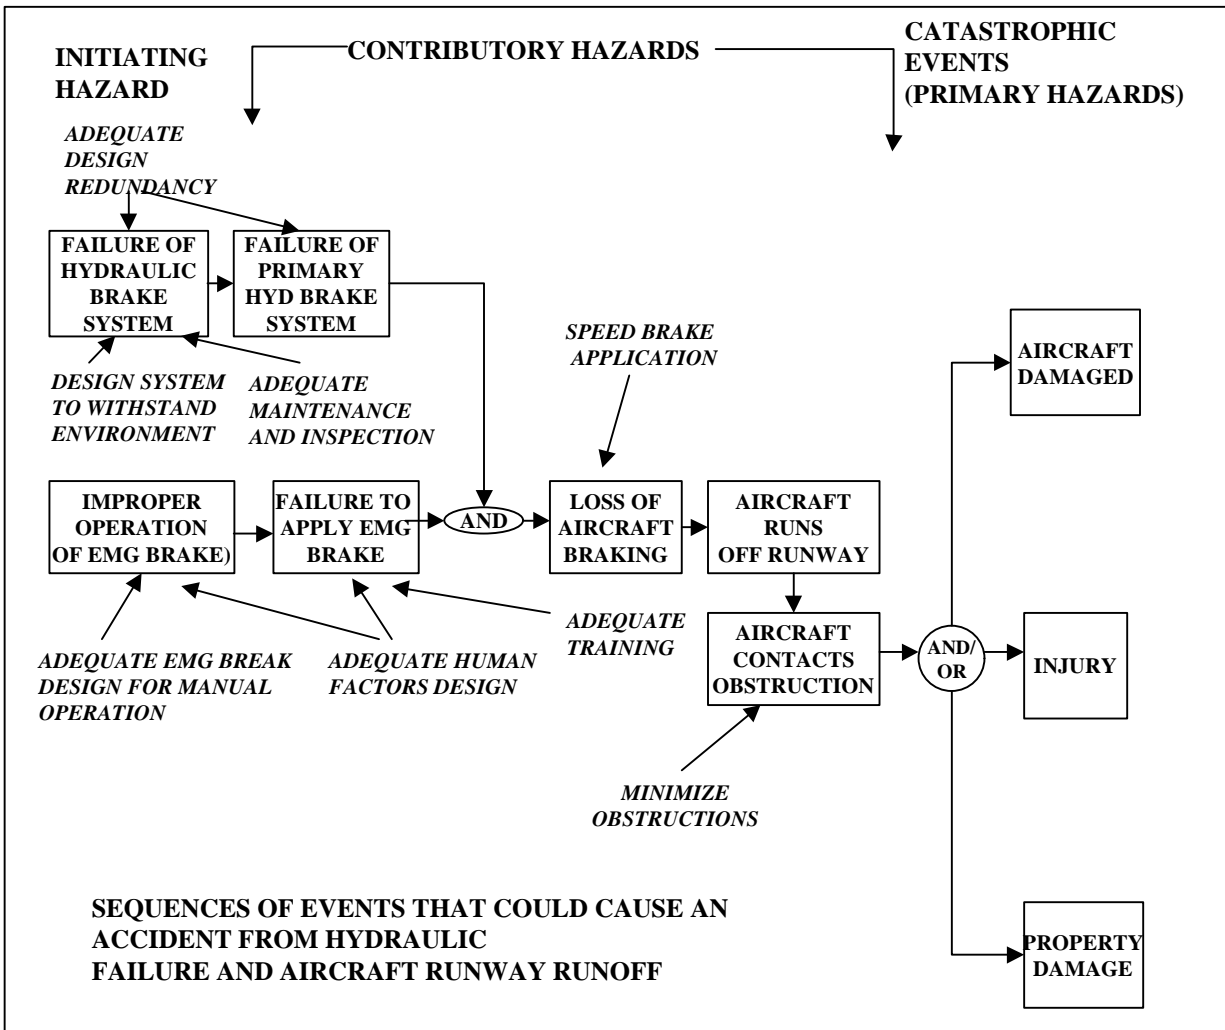 INITIATING
HAZARD
CONTRIBUTORY HAZARDS
CATASTROPHIC
EVENTS
(PRIMARY HAZARDS)
ADEQUATE
DESIGN
REDUNDANCY
FAILURE OF
HYDRAULIC
BRAKE
SYSTEM
FAILURE OF
PRIMARY
HYD BRAKE
SYSTEM
DESIGN SYSTEM
TO WITHSTAND
ENVIRONMENT
ADEQUATE
MAINTENANCE
AND INSPECTION
SPEED BRAKE
APPLICATION
AIRCRAFT
DAMAGED
IMPROPER
OPERATION
OF EMG BRAKE)
FAILURE TO
APPLY EMG
BRAKE
AND
LOSS OF
AIRCRAFT
BRAKING
AIRCRAFT
RUNS
OFF RUNWAY
ADEQUATE EMG BREAK
DESIGN FOR MANUAL
OPERATION
ADEQUATE HUMAN
FACTORS DESIGN
ADEQUATE
TRAINING
AIRCRAFT
CONTACTS
OBSTRUCTION
AND/
OR
INJURY
MINIMIZE
OBSTRUCTIONS
SEQUENCES OF EVENTS THAT COULD CAUSE AN
ACCIDENT FROM HYDRAULIC
FAILURE AND AIRCRAFT RUNWAY RUNOFF
PROPERTY
DAMAGE